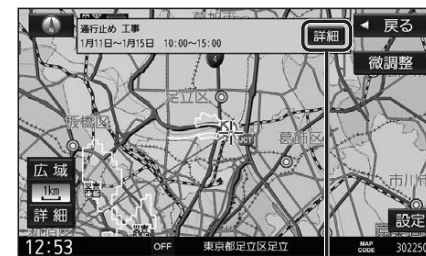 通行止め 工事
1月11日～1月15日 10:00～15:00
詳細
戻る
微調整
足立区
板橋区
葛飾区
JCT
市川
広域
1km
詳細
設定
12:53
OFF
東京都足立区足立
MAP CODE
302250